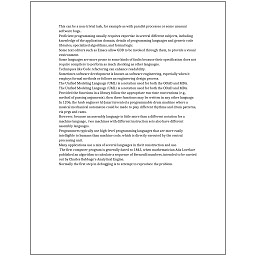 This can be a non-trivial task, for example as with parallel processes or some unusual
software bugs.
Proficient programming usually requires expertise in several different subjects, including
knowledge of the application domain, details of programming languages and generic code
libraries, specialized algorithms, and formal logic.
Some text editors such as Emacs allow GDB to be invoked through them, to provide a visual
environment.
Some languages are more prone to some kinds of faults because their specification does not
require compilers to perform as much checking as other languages.
Techniques like Code refactoring can enhance readability.
Sometimes software development is known as software engineering, especially when it
employs formal methods or follows an engineering design process.
The Unified Modeling Language (UML) is a notation used for both the OOAD and MDA.
The Unified Modeling Language (UML) is a notation used for both the OOAD and MDA.
Provided the functions in a library follow the appropriate run-time conventions (e.g.,
method of passing arguments), then these functions may be written in any other language.
In 1206, the Arab engineer Al-Jazari invented a programmable drum machine where a
musical mechanical automaton could be made to play different rhythms and drum patterns,
via pegs and cams.
However, because an assembly language is little more than a different notation for a
machine language, two machines with different instruction sets also have different
assembly languages.
Programmers typically use high-level programming languages that are more easily
intelligible to humans than machine code, which is directly executed by the central
processing unit.
Many applications use a mix of several languages in their construction and use.
The first computer program is generally dated to 1843, when mathematician Ada Lovelace
published an algorithm to calculate a sequence of Bernoulli numbers, intended to be carried
out by Charles Babbage's Analytical Engine.
Normally the first step in debugging is to attempt to reproduce the problem.